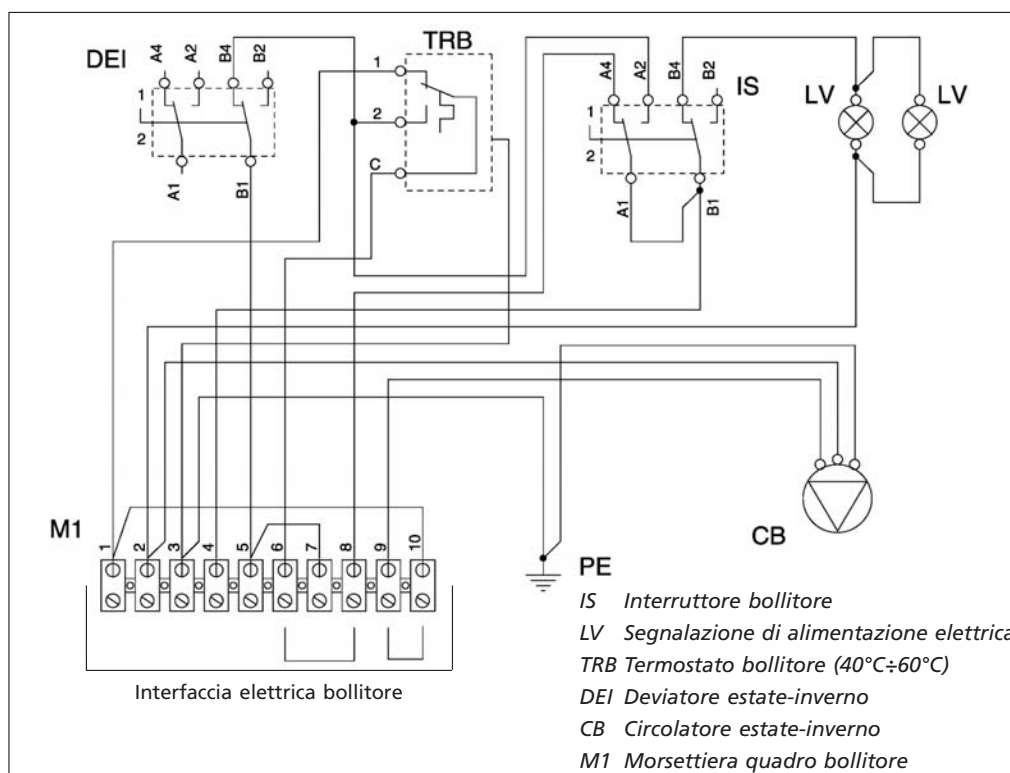 DEI
A4
A2
B4
B2
1
2
A1
B1
TRB
1
2
C
A4
A2
B4
B2
IS
1
2
A1
B1
LV
LV
M1
1
2
3
4
5
6
7
8
9
10
CB
PE
Interfaccia elettrica bollitore
IS Interruttore bollitore
LV Segnalazione di alimentazione elettrica
TRB Termostato bollitore (40°C÷60°C)
DEI Deviatore estate-inverno
CB Circolatore estate-inverno
M1 Morsettiera quadro bollitore